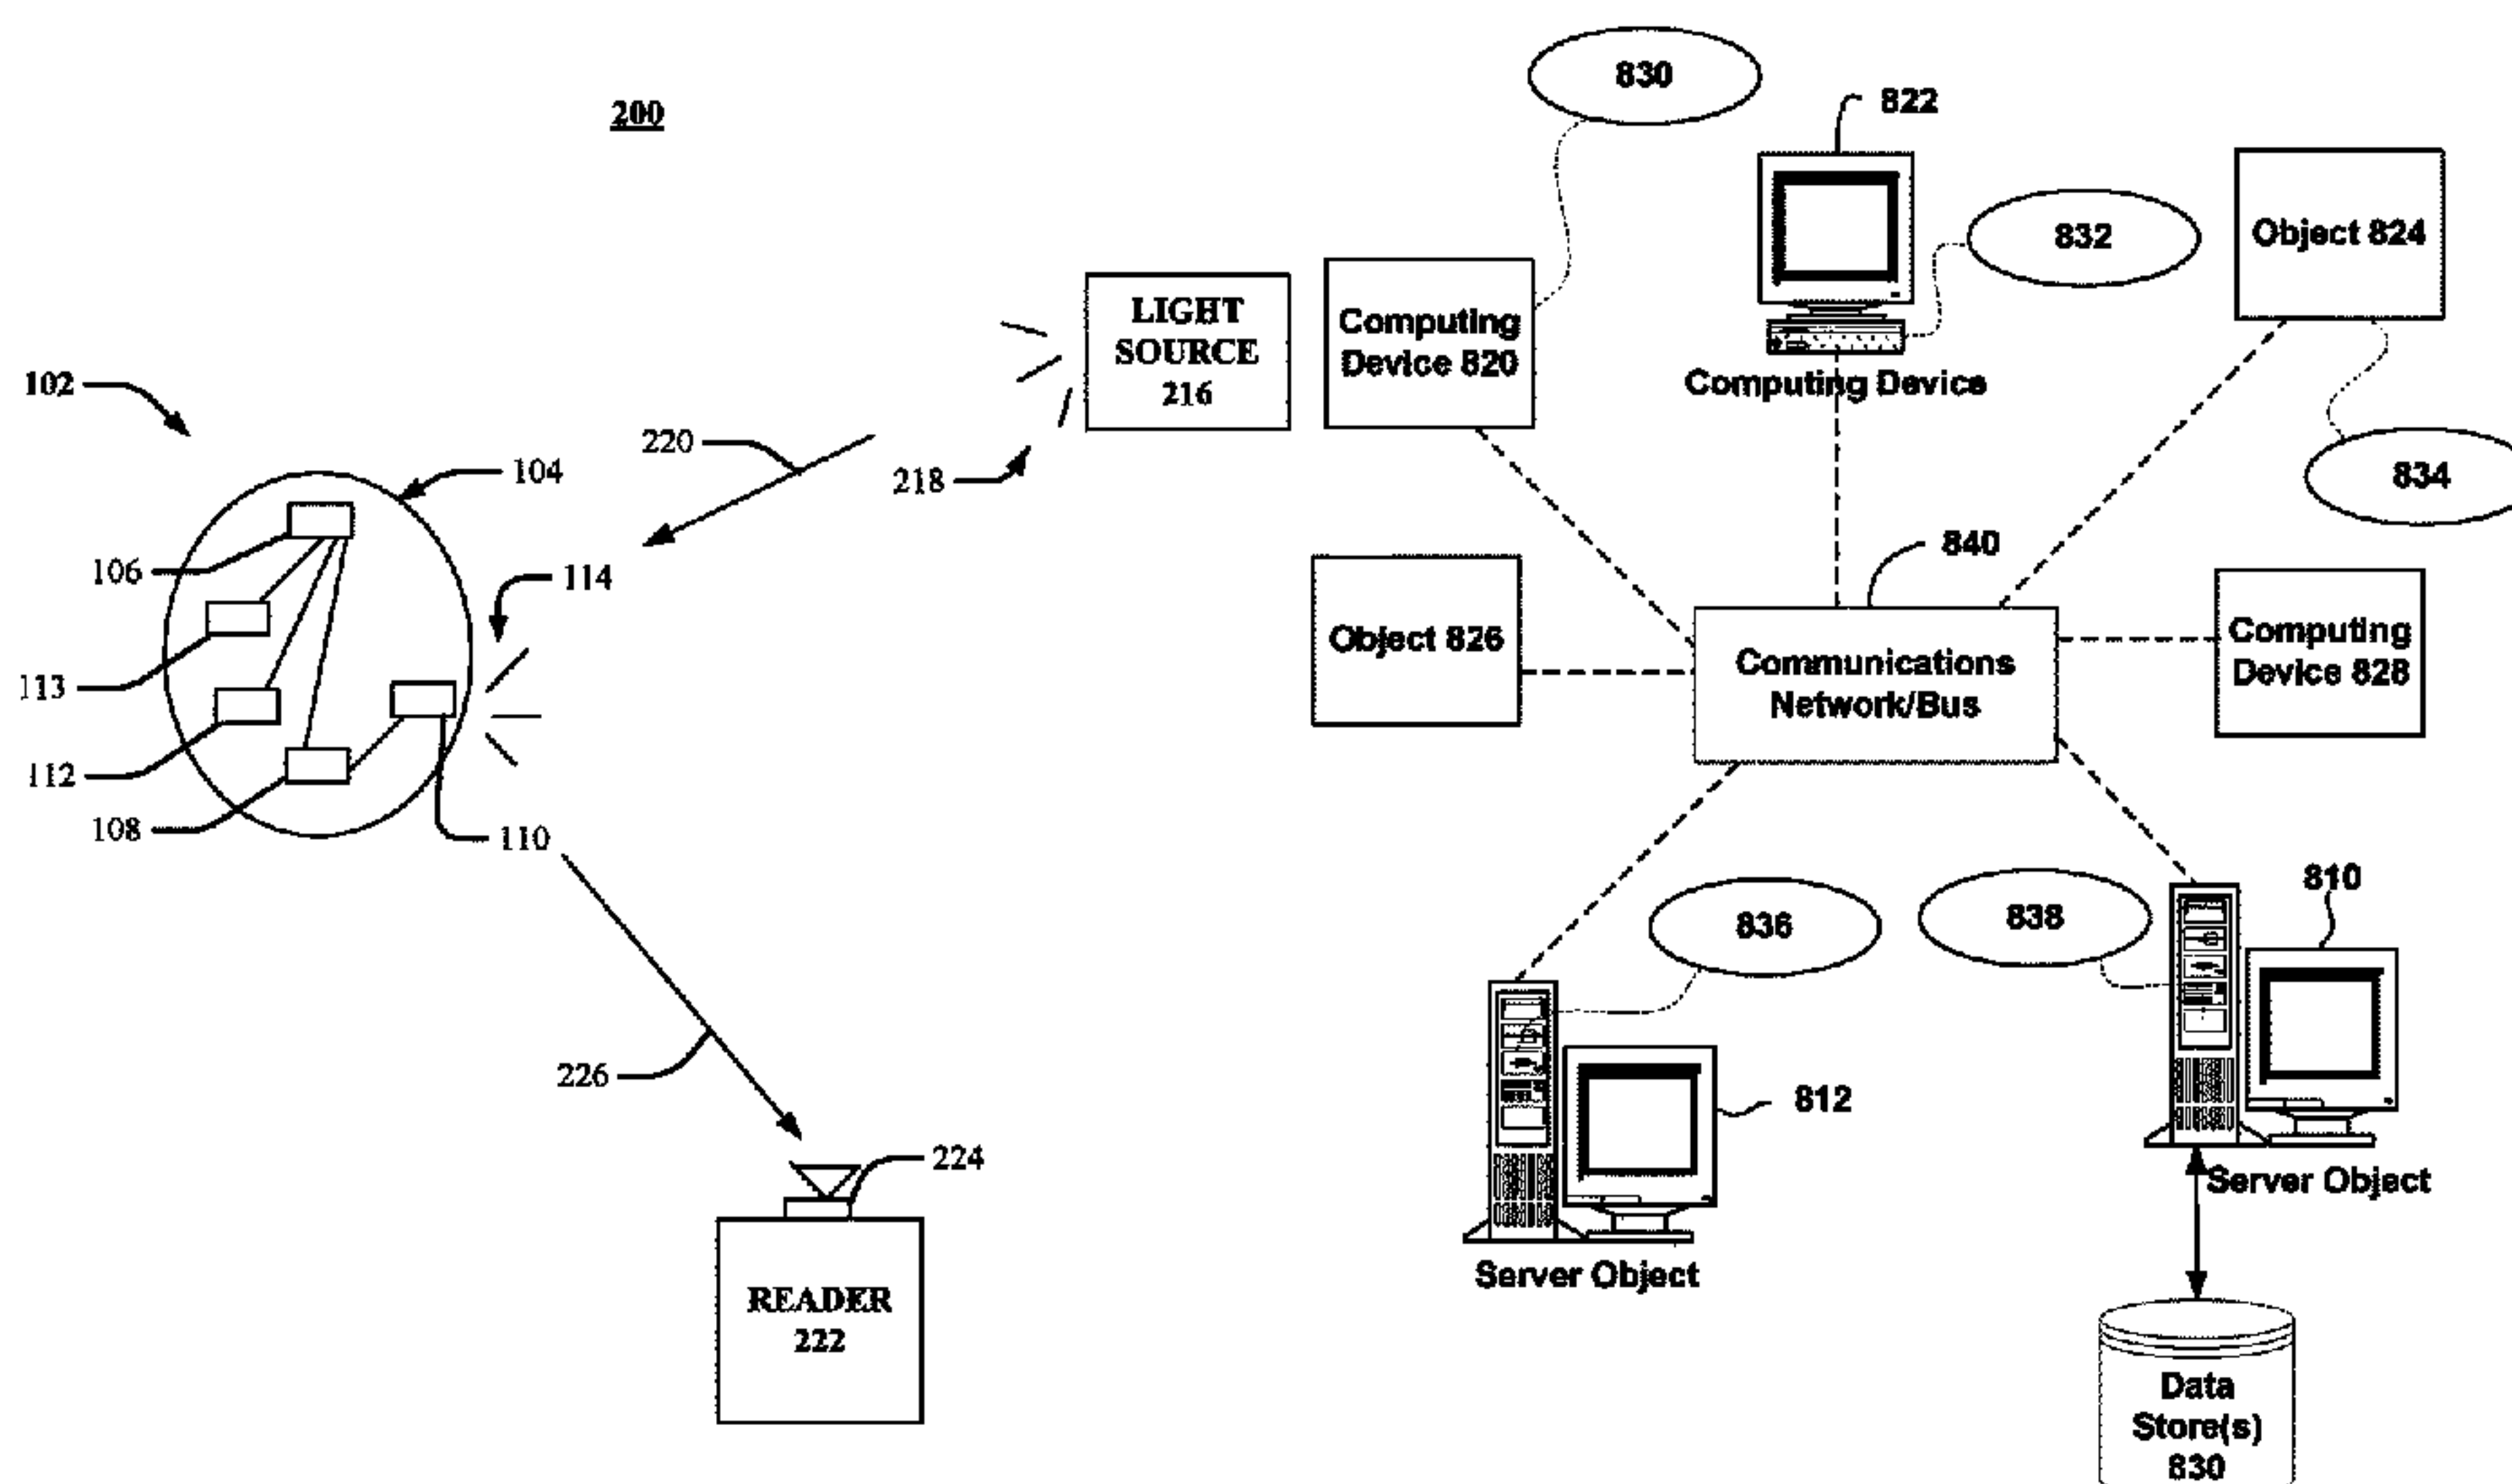 200
102
104
106
113
112
108
110
114
220
218
LIGHT
SOURCE
216
226
224
READER
222
830
822
832
Computing
Device 820
Computing Device
Object 824
834
840
Object 826
Communications
Network/Bus
Computing
Device 828
836
838
810
812
Server Object
Server Object
Data
Store(s)
830